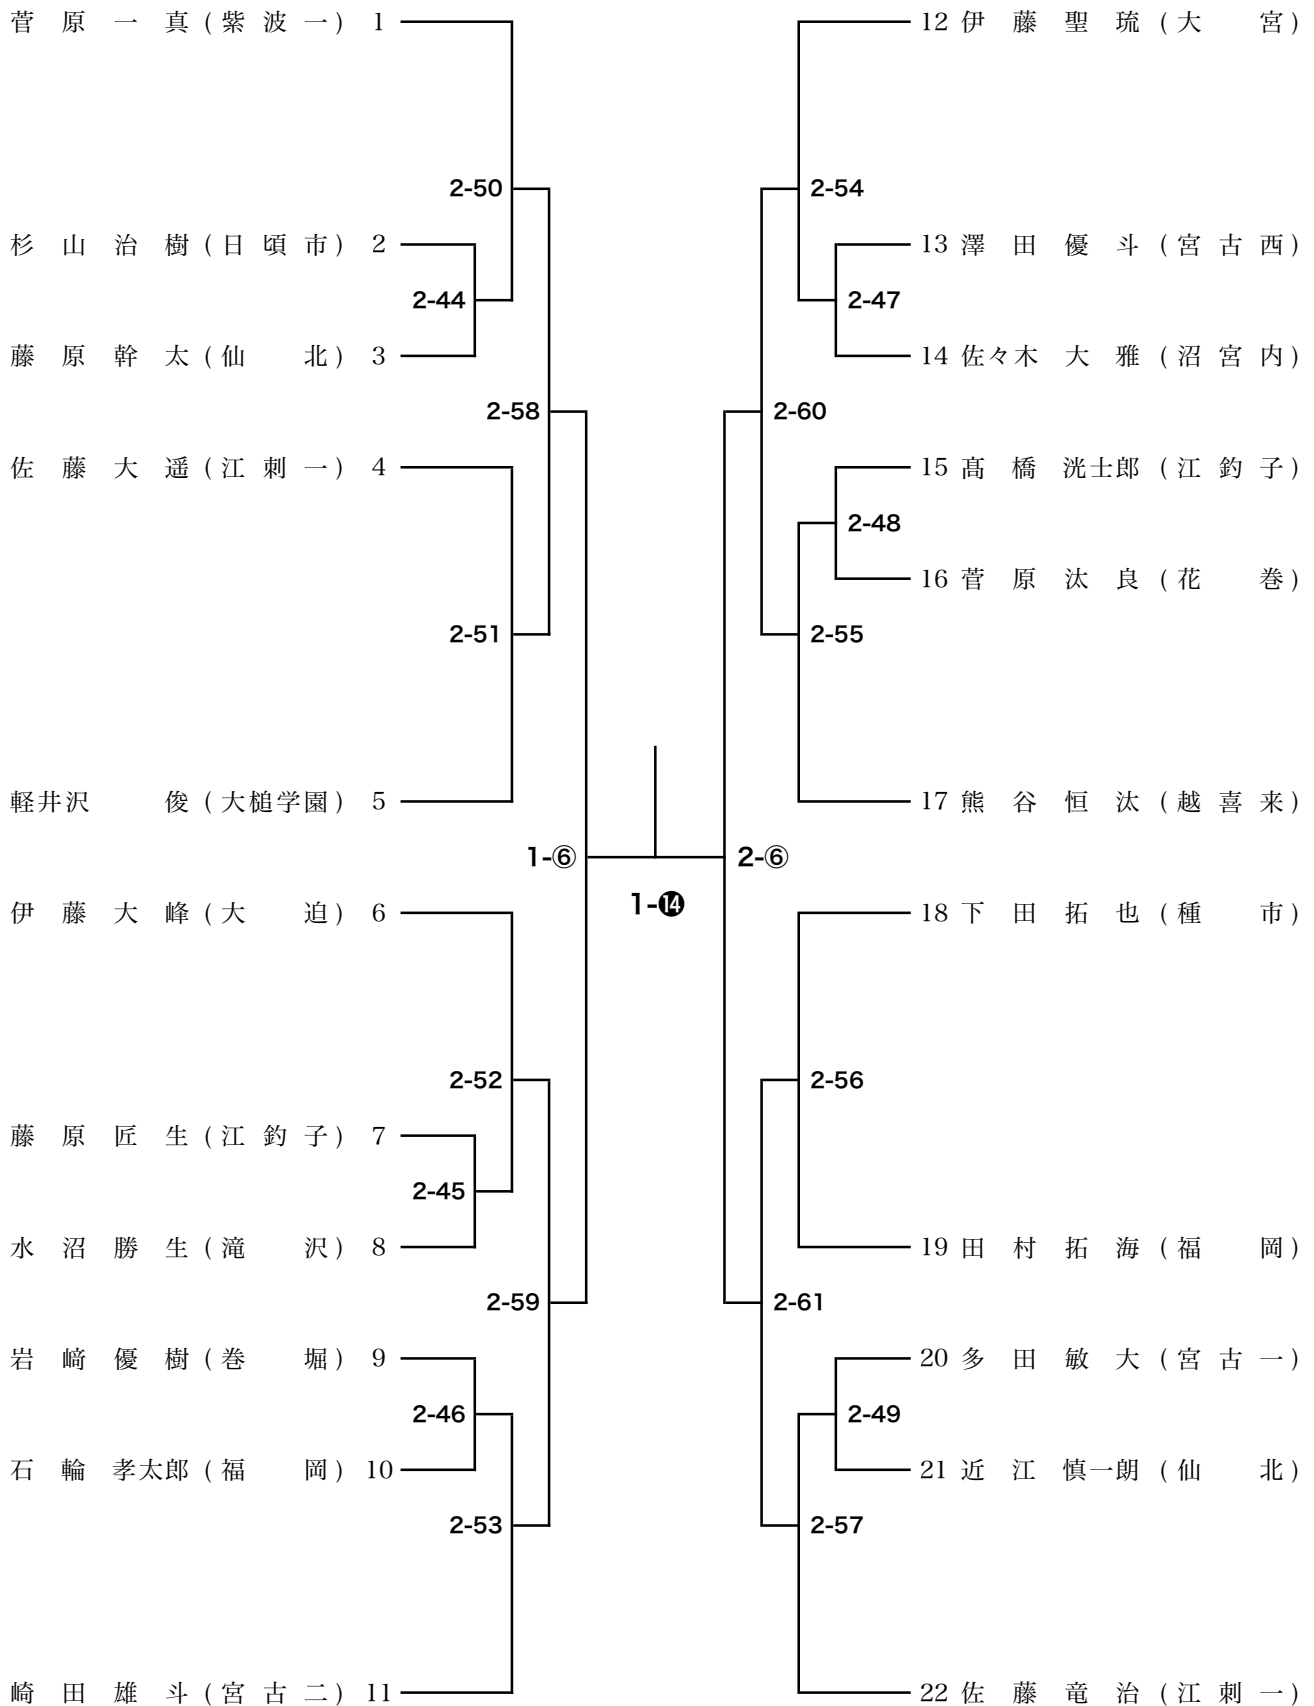 菅原一真(紫波一) 1
2-50
杉山治樹(日頃市) 2
2-44
藤原幹太(仙北) 3
2-58
佐藤大遥(江刺一) 4
2-51
軽井沢俊(大槌学園) 5
1-⑥
伊藤大峰(大迫) 6
2-52
藤原匠生(江釣子) 7
2-45
水沼勝生(滝沢) 8
2-59
岩﨑優樹(巻堀) 9
2-46
石輪孝太郎(福岡) 10
2-53
崎田雄斗(宮古二) 11
1-⓮
12 伊藤聖琉(大宮)
2-54
13 澤田優斗(宮古西)
2-47
14 佐々木大雅(沼宮内)
2-60
15 髙橋洸士郎(江釣子)
2-48
16 菅原汰良(花巻)
2-55
17 熊谷恒汰(越喜来)
2-⑥
18 下田拓也(種市)
2-56
19 田村拓海(福岡)
2-61
20 多田敏大(宮古一)
2-49
21 近江慎一朗(仙北)
2-57
22 佐藤竜治(江刺一)